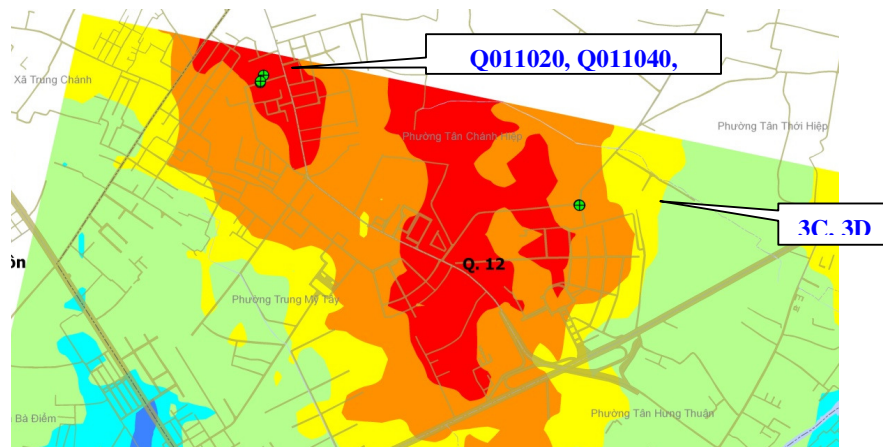 Q011020, Q011040,
Xã Trung Chánh
Phường Tân Chánh Hiệp
Phường Tân Thới Hiệp
3C, 3D
ôn
Q. 12
Phường Trung Mỹ Tây
Bà Điểm
Phường Tân Hưng Thuận